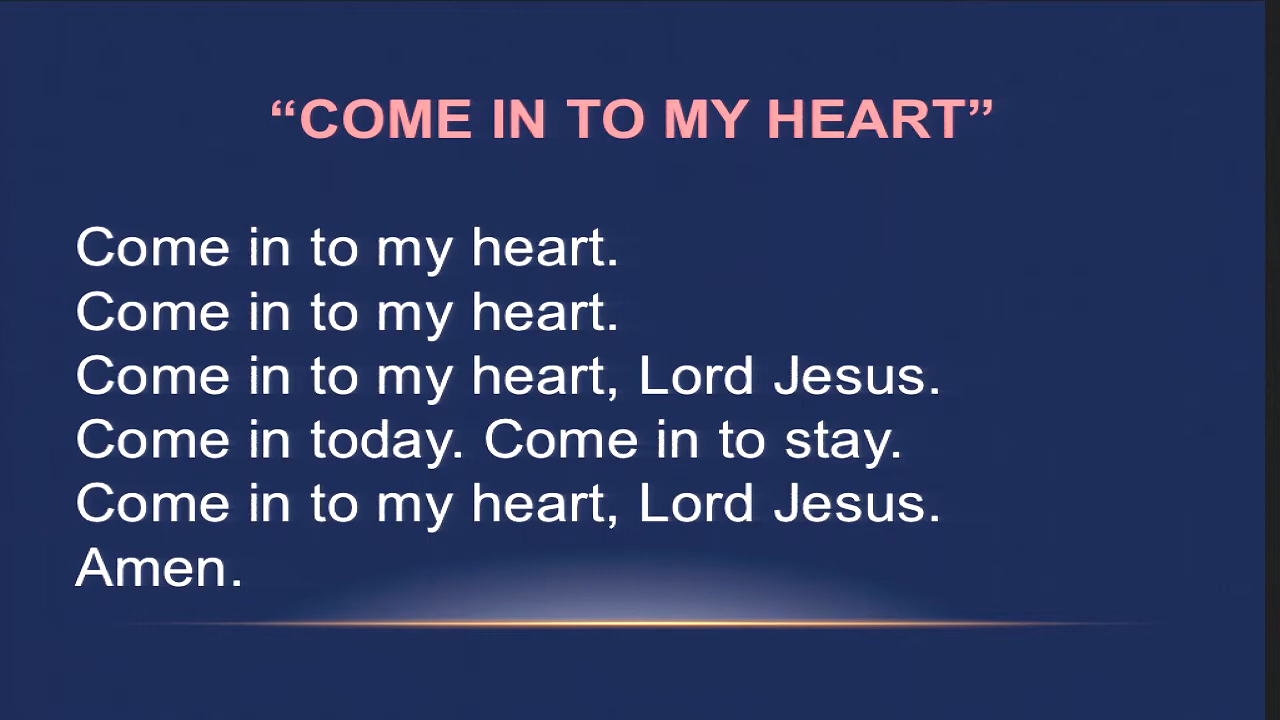 “COME IN TO MY HEART”
Come in to my heart.
Come in to my heart.
Come in to my heart, Lord Jesus.
Come in today. Come in to stay.
Come in to my heart, Lord Jesus.
Amen.